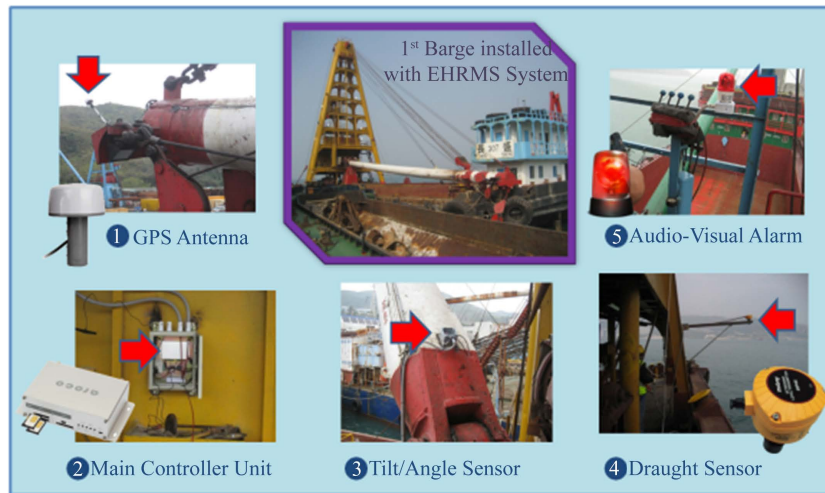 1st Barge installed
with EHRMS System
1 GPS Antenna
5 Audio-Visual Alarm
2 Main Controller Unit
3 Tilt/Angle Sensor
4 Draught Sensor